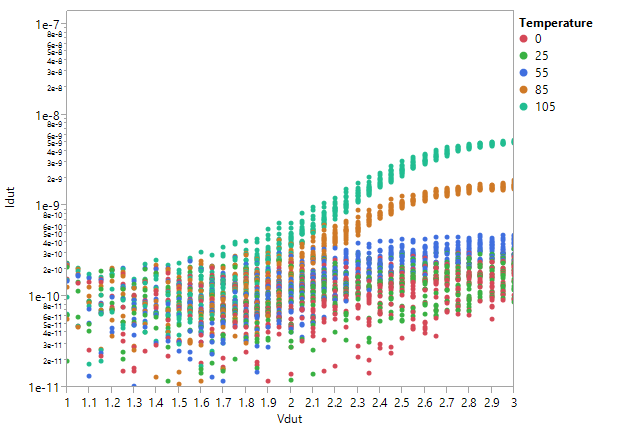 Temperature
0
25
55
85
105
1e-7
8e-8
6e-8
5e-8
4e-8
3e-8
2e-8
1e-8
8e-9
6e-9
5e-9
4e-9
3e-9
2e-9
1e-9
8e-10
6e-10
5e-10
4e-10
3e-10
2e-10
1e-10
8e-11
6e-11
5e-11
4e-11
3e-11
2e-11
1e-11
Idut
1 1.1 1.2 1.3 1.4 1.5 1.6 1.7 1.8 1.9 2 2.1 2.2 2.3 2.4 2.5 2.6 2.7 2.8 2.9 3
Vdut